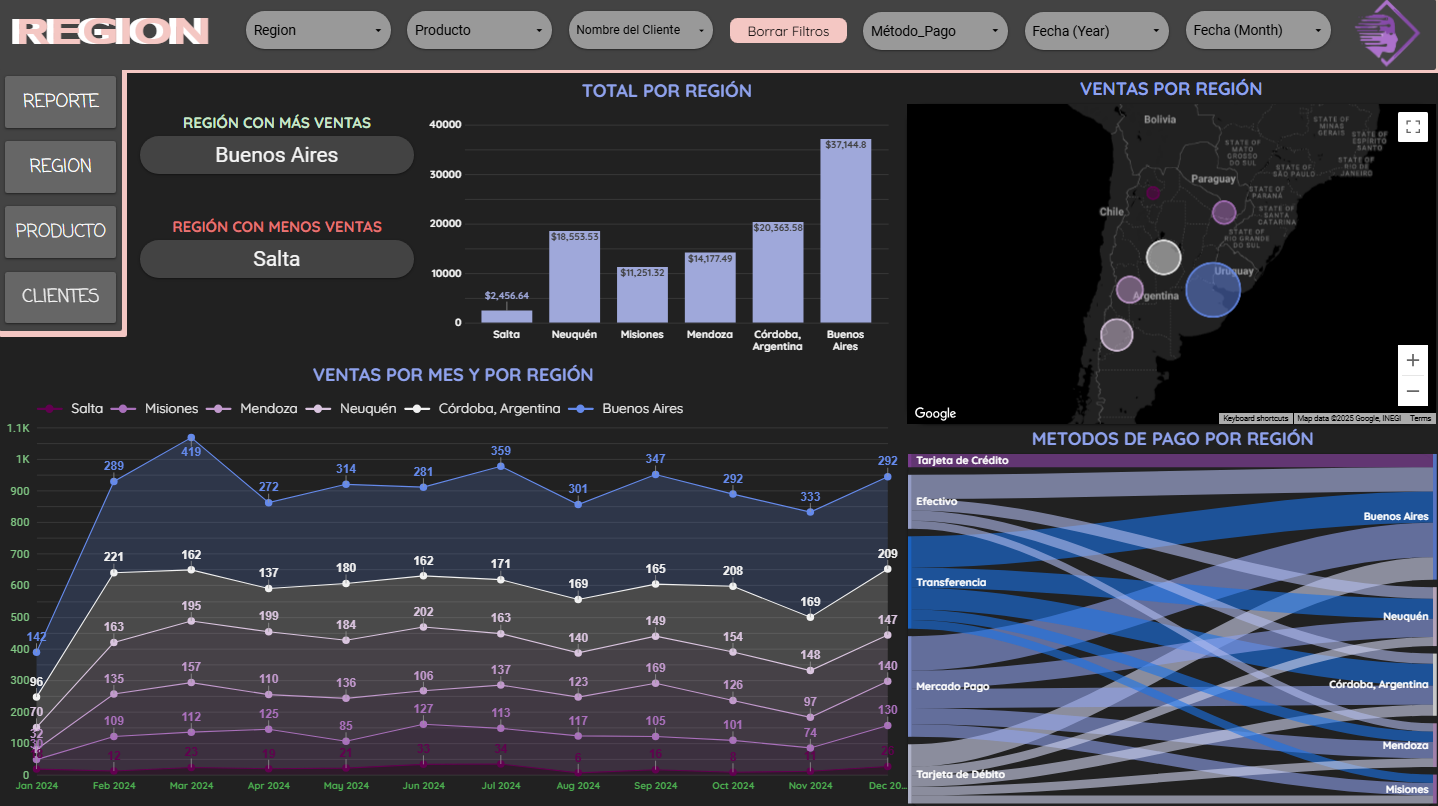 REGION
Region
Producto
Nombre del Cliente
Borrar Filtros
Método_Pago
Fecha (Year)
Fecha (Month)
REPORTE
REGION
PRODUCTO
CLIENTES
REGIÓN CON MÁS VENTAS
Buenos Aires
REGIÓN CON MENOS VENTAS
Salta
TOTAL POR REGIÓN
40000
30000
20000
10000
0
$2,456.64
$18,553.53
$11,251.32
$14,177.49
$20,363.58
$37,144.8
Salta
Neuquén
Misiones
Mendoza
Córdoba,
Argentina
Buenos
Aires
VENTAS POR REGIÓN
Bolivia
STATE OF
MINAS
GERAIS
STATE OF
ESPÍRITO
SANTO
STATE OF
MATO
GROSSO
DO SUL
STATE OF
SÃO PAULO
STATE OF
RIO DE
JANEIRO
Paraguay
STATE OF
PARANÁ
Chile
STATE OF
SANTA
CATARINA
STATE OF
RIO GRANDE
DO SUL
Uruguay
Argentina
Google
Keyboard shortcuts
Map data ©2025 Google, INEGI
Terms
VENTAS POR MES Y POR REGIÓN
Salta
Misiones
Mendoza
Neuquén
Córdoba, Argentina
Buenos Aires
1.1K
1K
900
800
700
600
500
400
300
200
100
0
142
289
419
272
314
281
359
301
347
292
333
292
96
221
162
137
180
162
171
169
165
208
169
209
70
163
195
199
184
202
163
140
149
154
148
147
32
135
157
110
136
106
137
123
169
126
97
140
109
112
125
85
127
113
117
105
101
74
130
12
23
19
21
33
34
6
16
8
Jan 2024
Feb 2024
Mar 2024
Apr 2024
May 2024
Jun 2024
Jul 2024
Aug 2024
Sep 2024
Oct 2024
Nov 2024
Dec 20...
METODOS DE PAGO POR REGIÓN
Tarjeta de Crédito
Efectivo
Transferencia
Mercado Pago
Tarjeta de Débito
Buenos Aires
Neuquén
Córdoba, Argentina
Mendoza
Misiones